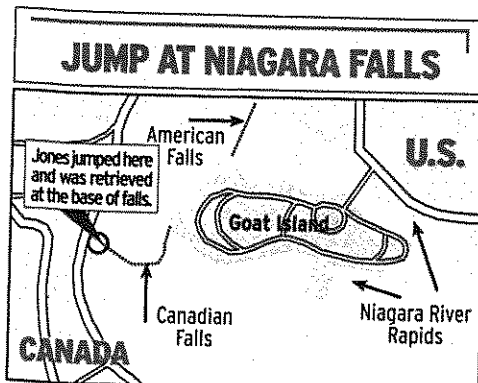 JUMP AT NIAGARA FALLS
American
Falls
U.S.
Jones jumped here
and was retrieved
at the base of falls.
Goat Island
Canadian
Falls
Niagara River
Rapids
CANADA